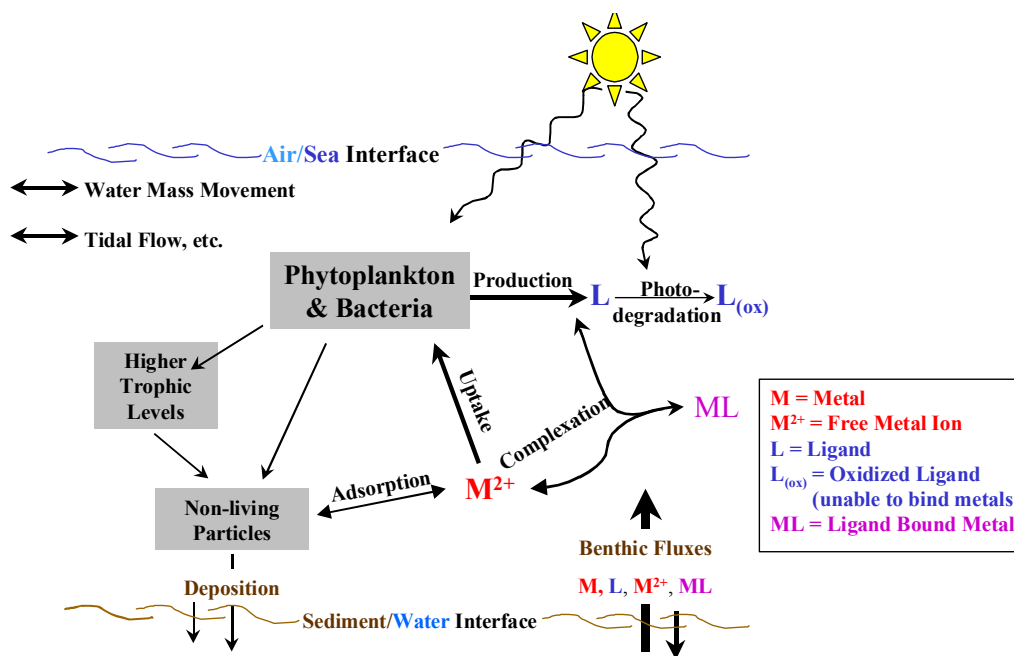 Air/Sea Interface
Water Mass Movement
Tidal Flow, etc.
Phytoplankton
& Bacteria
Production
L
Photo-
degradation
L(ox)
Higher
Trophic
Levels
Uptake
Complexation
ML
M = Metal
M²⁺ = Free Metal Ion
L = Ligand
L(ox) = Oxidized Ligand
(unable to bind metals
ML = Ligand Bound Metal
Adsorption
M²⁺
Non-living
Particles
Benthic Fluxes
M, L, M²⁺, ML
Deposition
Sediment/Water Interface